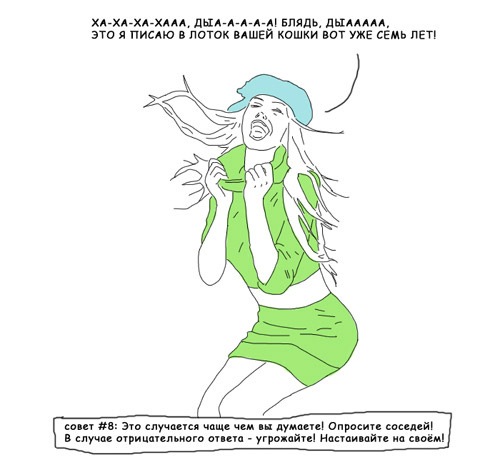 ХА-ХА-ХА-ХААА, ДЫА-А-А-А-А! БЛЯДЬ, ДЫААААА,
ЭТО Я ПИСАЮ В ЛОТОК ВАШЕЙ КОШКИ ВОТ УЖЕ СЕМЬ ЛЕТ!
совет #8: Это случается чаще чем вы думаете! Опросите соседей!
В случае отрицательного ответа - угрожайте! Настаивайте на своём!